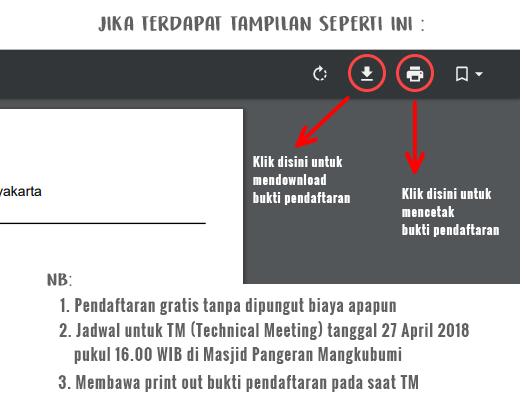 JIKA TERDAPAT TAMPILAN SEPERTI INI :
yakarta
Klik disini untuk
mendownload
bukti pendaftaran
Klik disini untuk
mencetak
bukti pendaftaran
NB:
1. Pendaftaran gratis tanpa dipungut biaya apapun
2. Jadwal untuk TM (Technical Meeting) tanggal 27 April 2018
pukul 16.00 WIB di Masjid Pangeran Mangkubumi
3. Membawa print out bukti pendaftaran pada saat TM